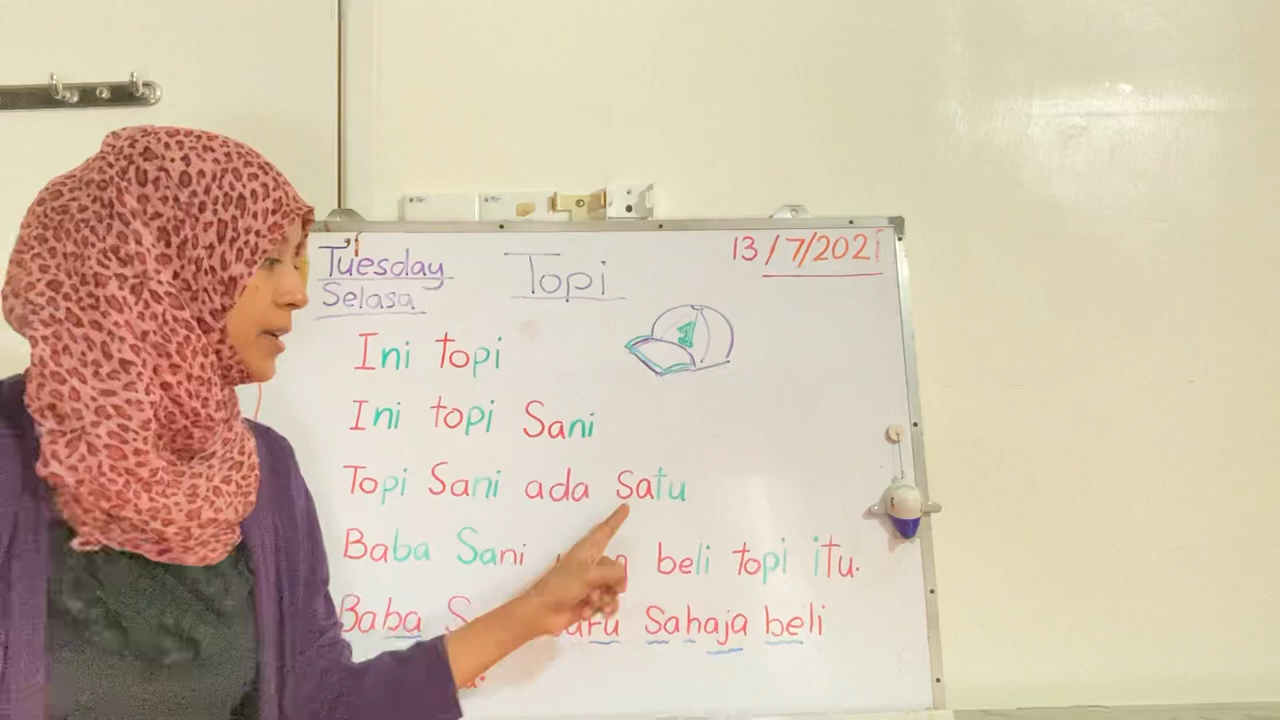 Tuesday
Selasa
Topi
13/7/2021
1
Ini topi
Ini topi Sani
Topi Sani ada satu
Baba Sani beli topi itu.
Baba sahaja beli